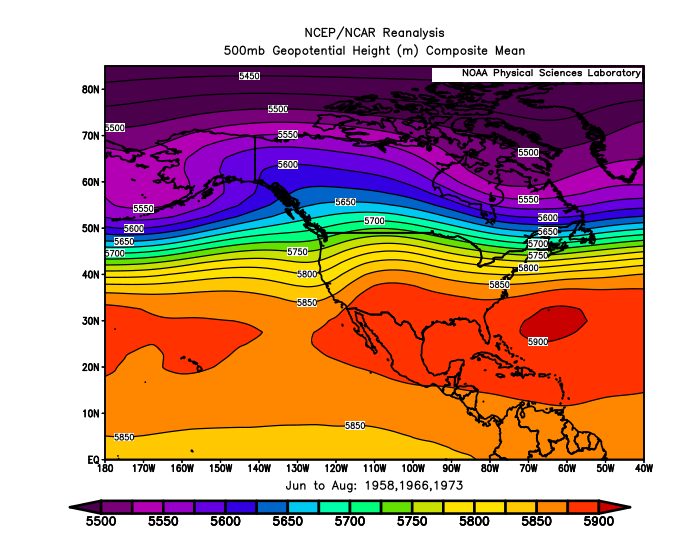 NCEP/NCAR Reanalysis
500mb Geopotential Height (m) Composite Mean
NOAA Physical Sciences Laboratory
80N
5450
5500
70N
5500
5550
5500
5600
60N
5550
5650
5550
5700
5600
50N
5600
5650
5650
5700
5700
5750
5750
5800
40N
5800
5850
5850
30N
5900
20N
10N
5850
5850
EQ
180 170W 160W 150W 140W 130W 120W 110W 100W 90W 80W 70W 60W 50W 40W
Jun to Aug: 1958,1966,1973
5500 5550 5600 5650 5700 5750 5800 5850 5900